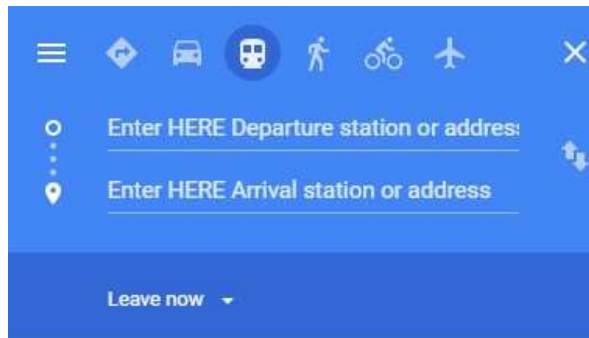 Enter HERE Departure station or addres
Enter HERE Arrival station or address
Leave now